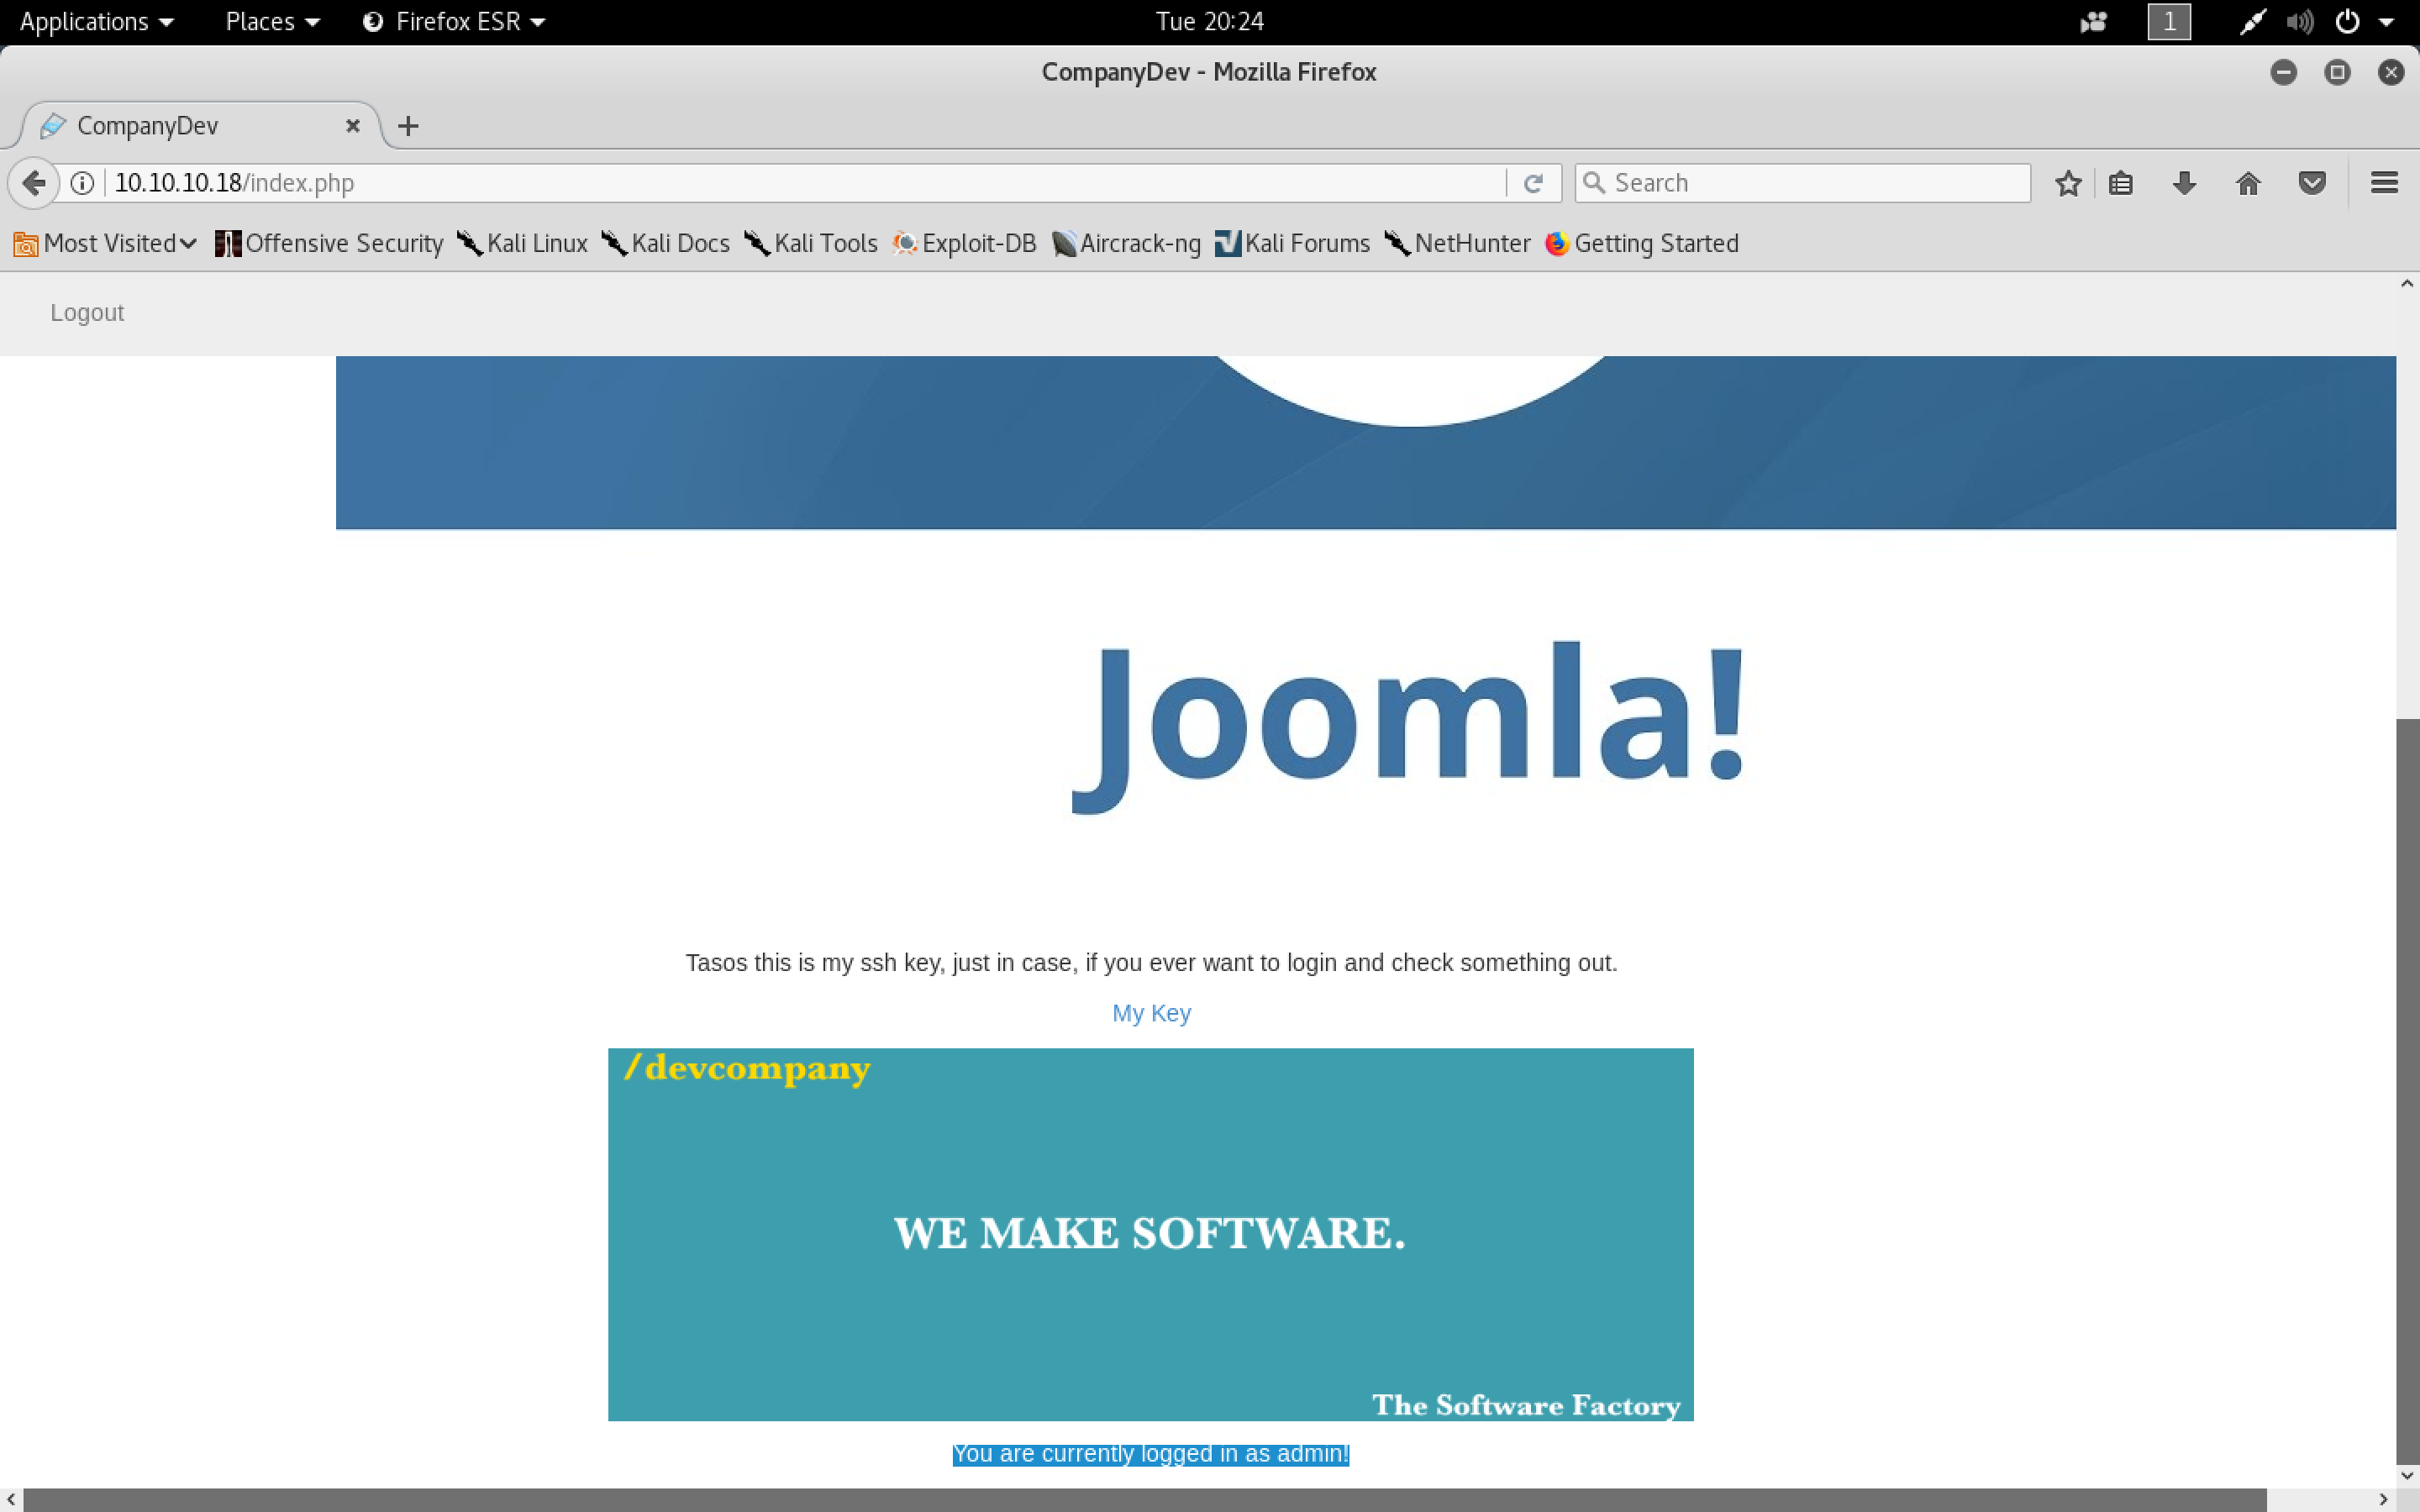 Applications Places Firefox ESR Tue 20:24 1
CompanyDev - Mozilla Firefox
CompanyDev
10.10.10.18/index.php Search
Most Visited Offensive Security Kali Linux Kali Docs Kali Tools Exploit-DB Aircrack-ng Kali Forums NetHunter Getting Started
Logout
Joomla!
Tasos this is my ssh key, just in case, if you ever want to login and check something out.
My Key
/devcompany
WE MAKE SOFTWARE.
The Software Factory
You are currently logged in as admin!